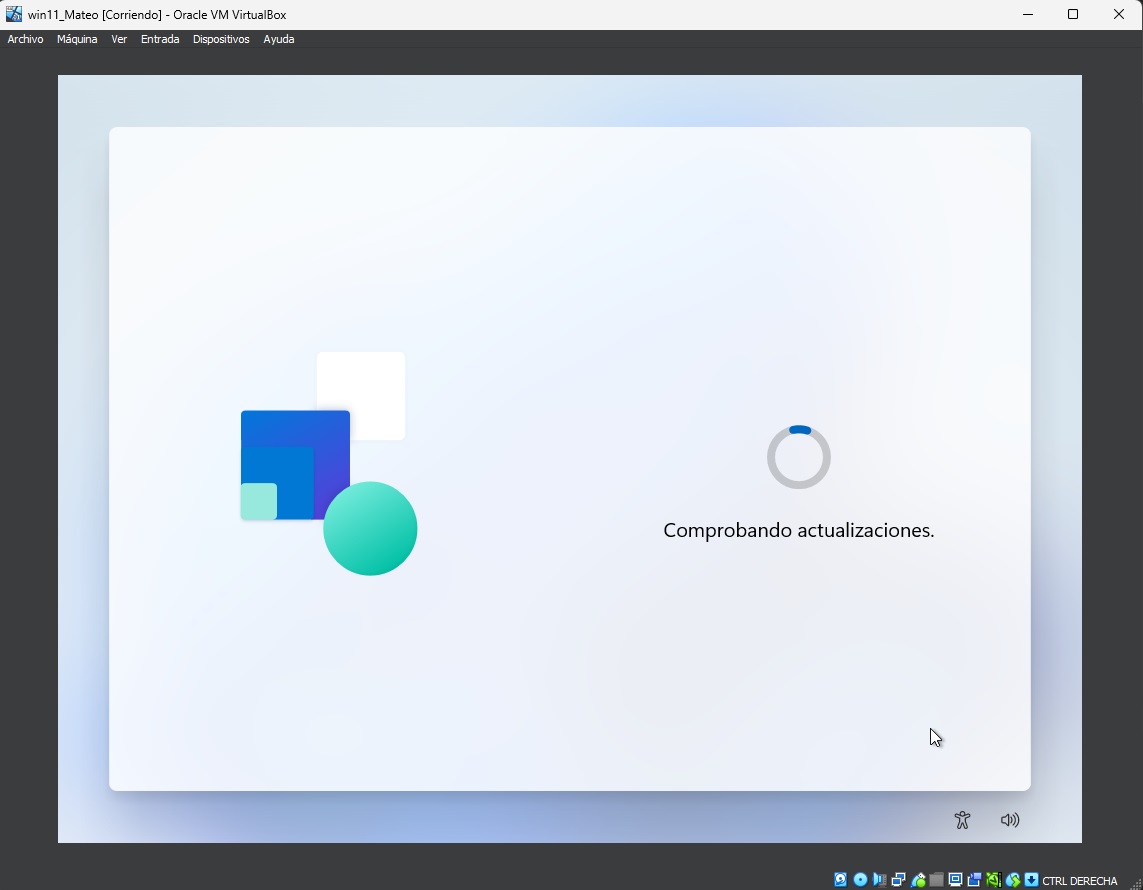 win11_Mateo [Corriendo] - Oracle VM VirtualBox
Archivo Máquina Ver Entrada Dispositivos Ayuda
Comprobando actualizaciones.
CTRL DERECHA